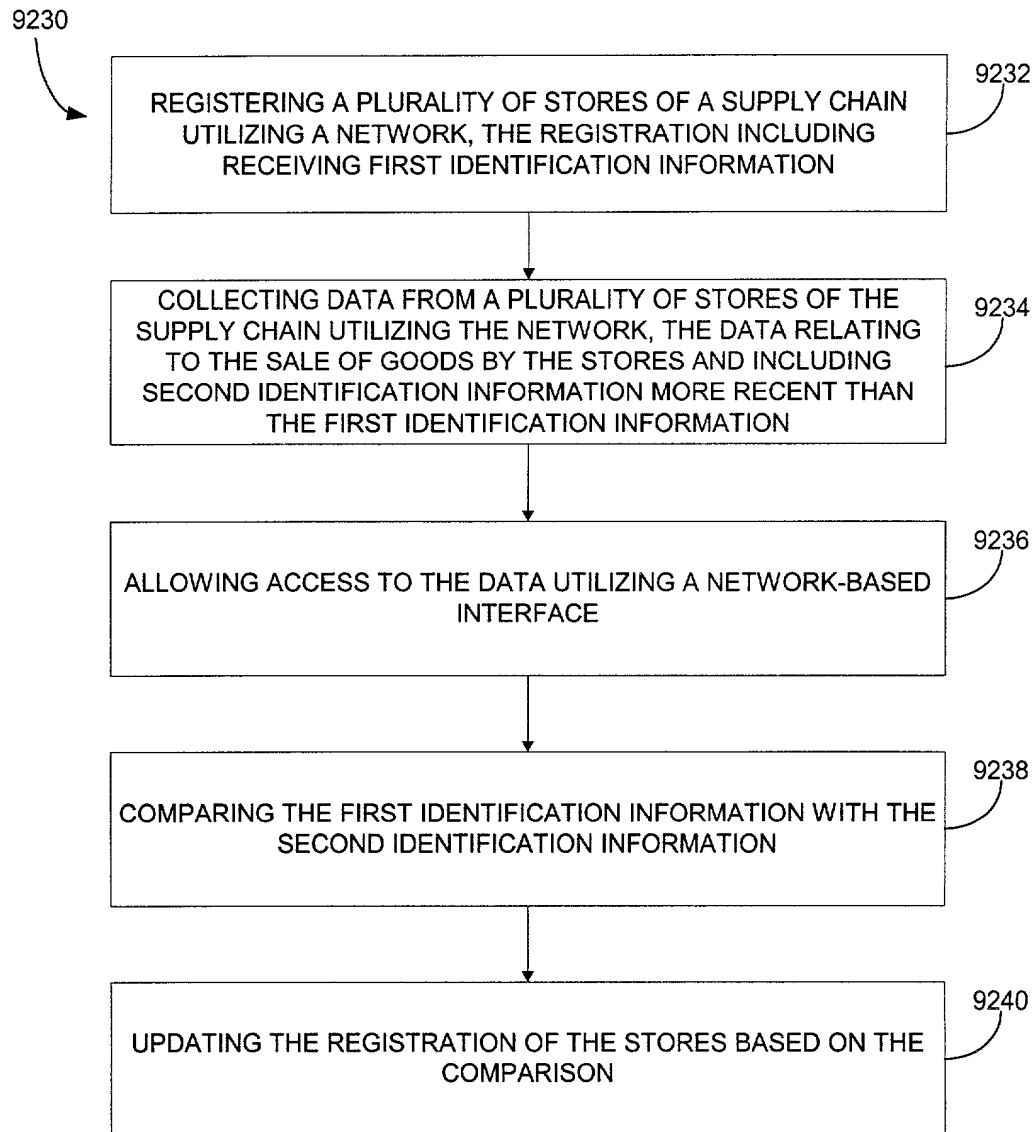 9230
9232
REGISTERING A PLURALITY OF STORES OF A SUPPLY CHAIN
UTILIZING A NETWORK, THE REGISTRATION INCLUDING
RECEIVING FIRST IDENTIFICATION INFORMATION
9234
COLLECTING DATA FROM A PLURALITY OF STORES OF THE
SUPPLY CHAIN UTILIZING THE NETWORK, THE DATA RELATING
TO THE SALE OF GOODS BY THE STORES AND INCLUDING
SECOND IDENTIFICATION INFORMATION MORE RECENT THAN
THE FIRST IDENTIFICATION INFORMATION
9236
ALLOWING ACCESS TO THE DATA UTILIZING A NETWORK-BASED
INTERFACE
9238
COMPARING THE FIRST IDENTIFICATION INFORMATION WITH THE
SECOND IDENTIFICATION INFORMATION
9240
UPDATING THE REGISTRATION OF THE STORES BASED ON THE
COMPARISON